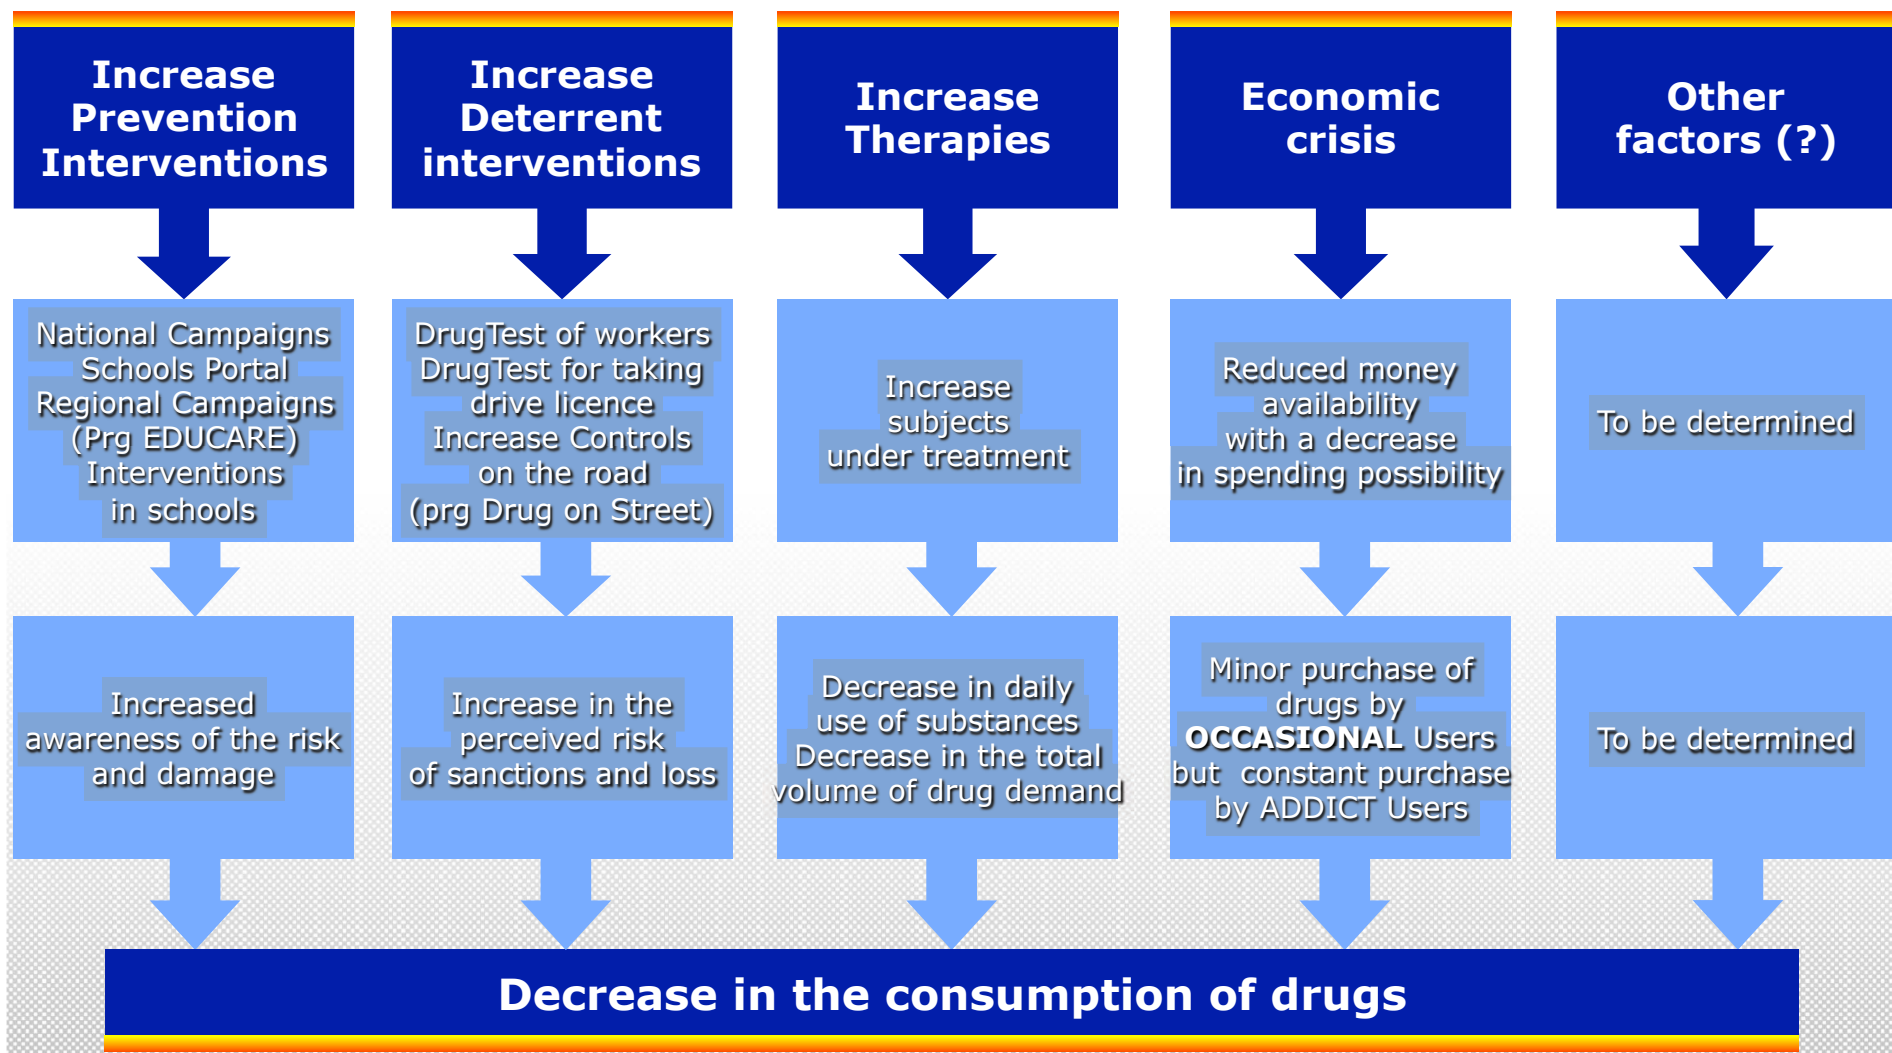 Increase
Prevention
Interventions
Increase
Deterrent
interventions
Increase
Therapies
Economic
crisis
Other
factors (?)
National Campaigns
Schools Portal
Regional Campaigns
(Prg EDUCARE)
Interventions
in schools
DrugTest of workers
DrugTest for taking
drive licence
Increase Controls
on the road
(prg Drug on Street)
Increase
subjects
under treatment
Reduced money
availability
with a decrease
in spending possibility
To be determined
Increased
awareness of the risk
and damage
Increase in the
perceived risk
of sanctions and loss
Decrease in daily
use of substances
Decrease in the total
volume of drug demand
Minor purchase of
drugs by
OCCASIONAL Users
but constant purchase
by ADDICT Users
To be determined
Decrease in the consumption of drugs